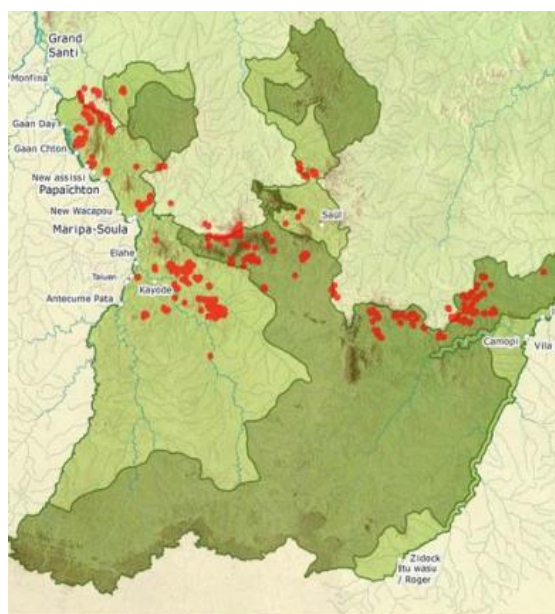 Grand
Santi
Monfina
Gaan Day
Gaan Chton
New assissi
Papaïchton
New Wacapou
Maripa-Soula
Saül
Elahe
Taluen
Kayode
Antecume Pata
Camopi
Vila
Zidock
Itu wasu
/ Roger